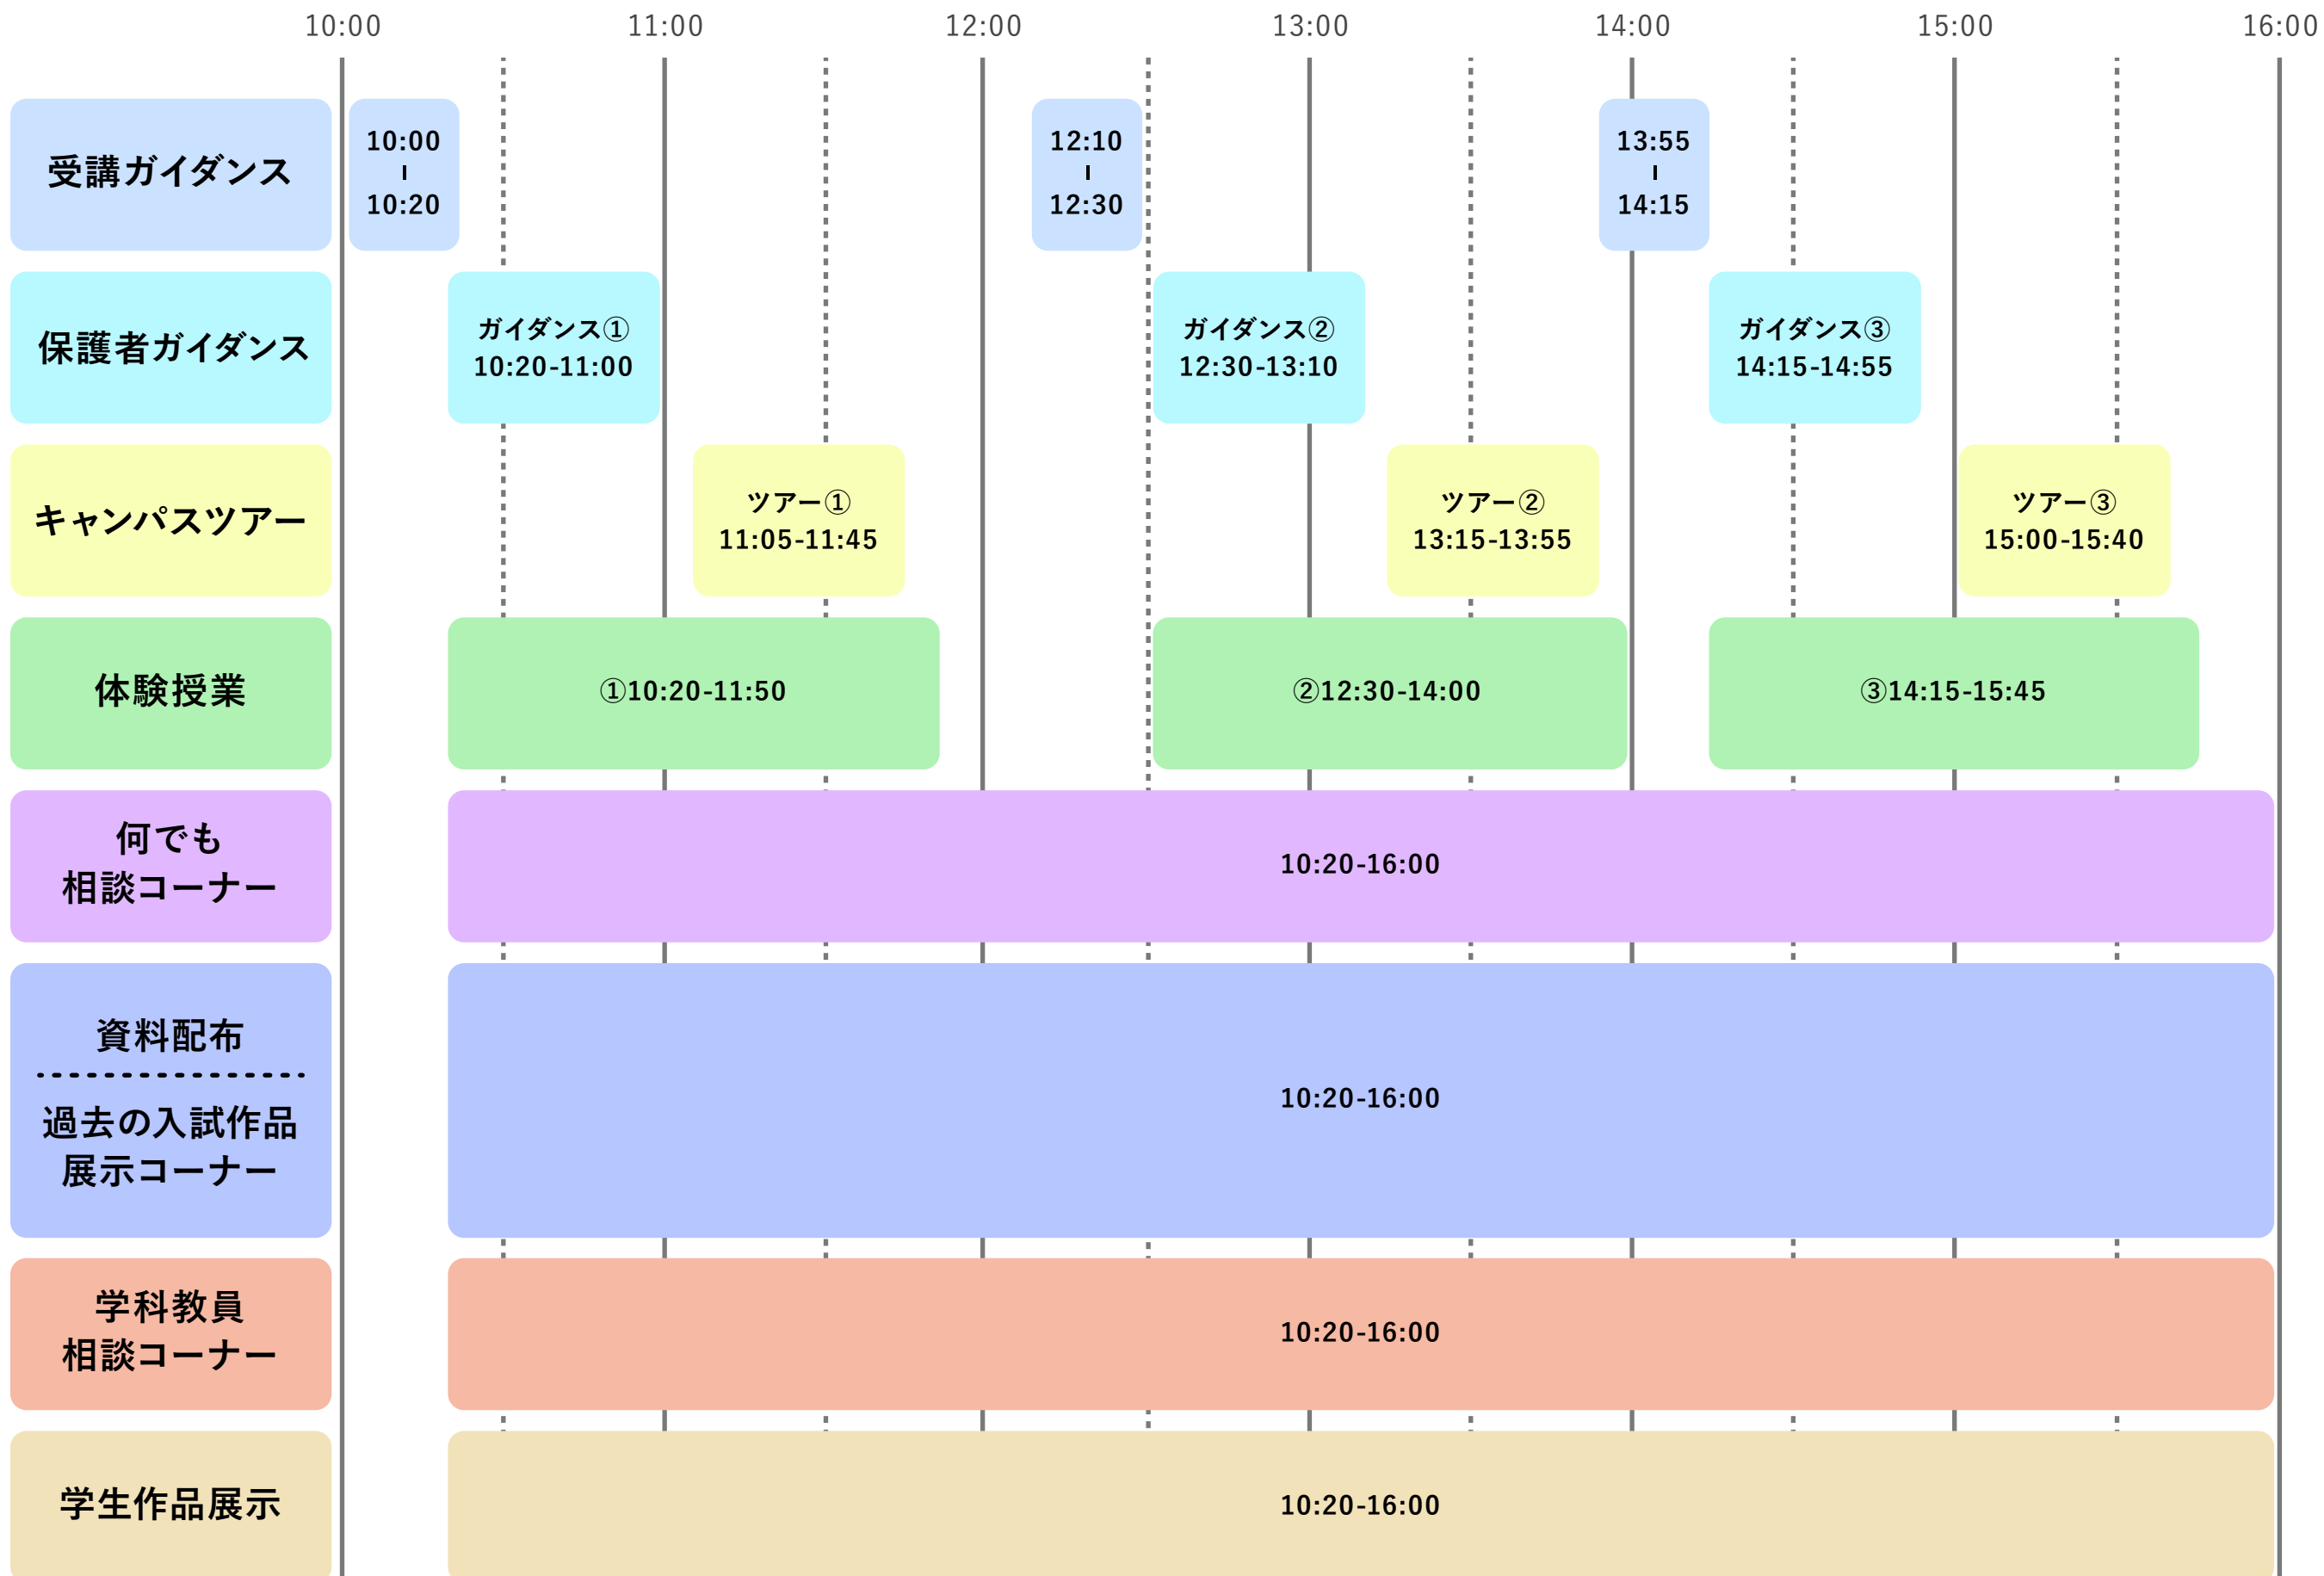 10:00 11:00 12:00 13:00 14:00 15:00 16:00
受講ガイダンス
10:00
-
10:20
12:10
-
12:30
13:55
-
14:15
保護者ガイダンス
ガイダンス①
10:20-11:00
ガイダンス②
12:30-13:10
ガイダンス③
14:15-14:55
キャンパスツアー
ツアー①
11:05-11:45
ツアー②
13:15-13:55
ツアー③
15:00-15:40
体験授業
①10:20-11:50
②12:30-14:00
③14:15-15:45
何でも
相談コーナー
10:20-16:00
資料配布
過去の入試作品
展示コーナー
10:20-16:00
学科教員
相談コーナー
10:20-16:00
学生作品展示
10:20-16:00